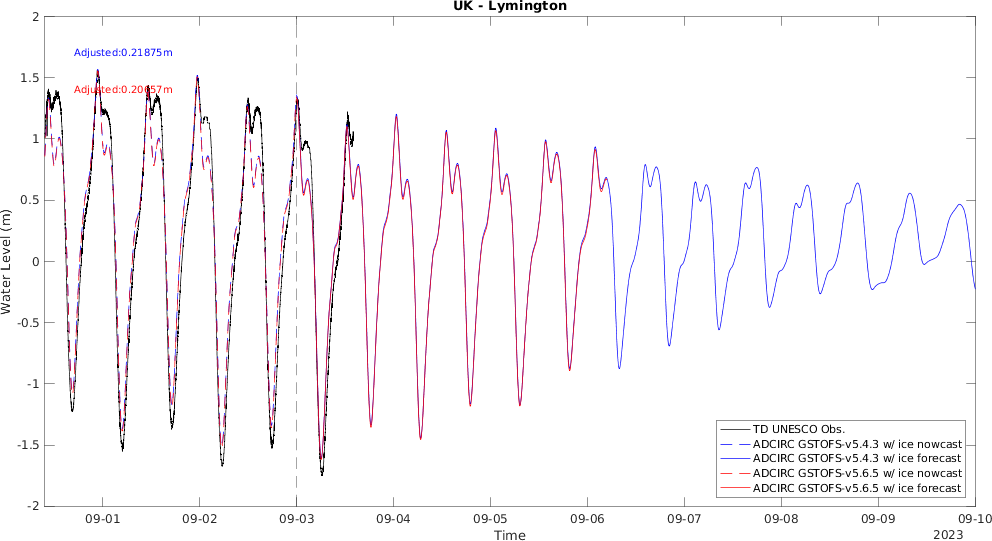 UK - Lymington
2
1.5
1
0.5
0
-0.5
-1
-1.5
-2
Water Level (m)
Adjusted:0.21875m
Adjusted:0.20657m
TD UNESCO Obs.
ADCIRC GSTOFS-v5.4.3 w/ ice nowcast
ADCIRC GSTOFS-v5.4.3 w/ ice forecast
ADCIRC GSTOFS-v5.6.5 w/ ice nowcast
ADCIRC GSTOFS-v5.6.5 w/ ice forecast
09-01 09-02 09-03 09-04 09-05 09-06 09-07 09-08 09-09 09-10
Time
2023